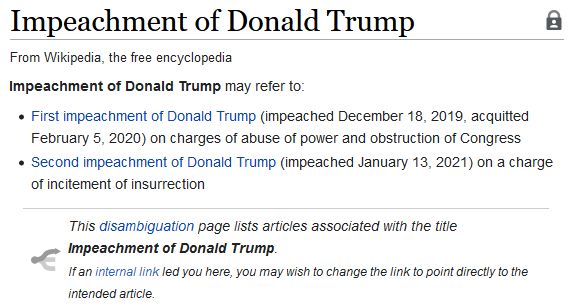 Impeachment of Donald Trump
From Wikipedia, the free encyclopedia
Impeachment of Donald Trump may refer to:
First impeachment of Donald Trump (impeached December 18, 2019, acquitted
February 5, 2020) on charges of abuse of power and obstruction of Congress
Second impeachment of Donald Trump (impeached January 13, 2021) on a charge
of incitement of insurrection
This disambiguation page lists articles associated with the title
Impeachment of Donald Trump.
If an internal link led you here, you may wish to change the link to point directly to the
intended article.